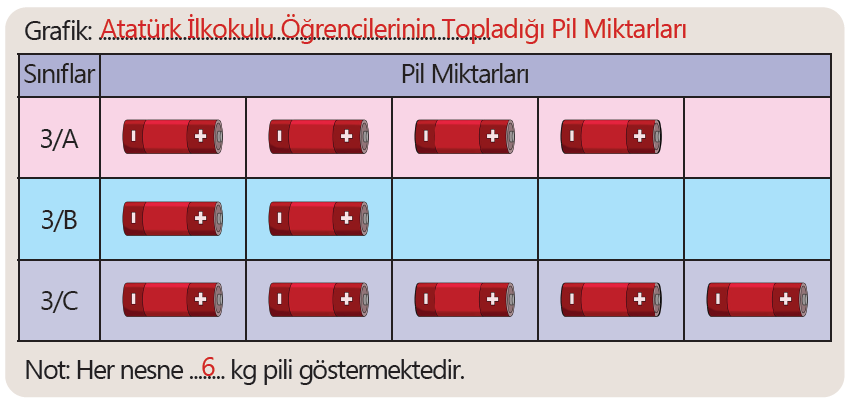 Grafik: Atatürk İlkokulu Öğrencilerinin Topladığı Pil Miktarları
Sınıflar Pil Miktarları
3/A
3/B
3/C
Not: Her nesne ..6.. kg pili göstermektedir.